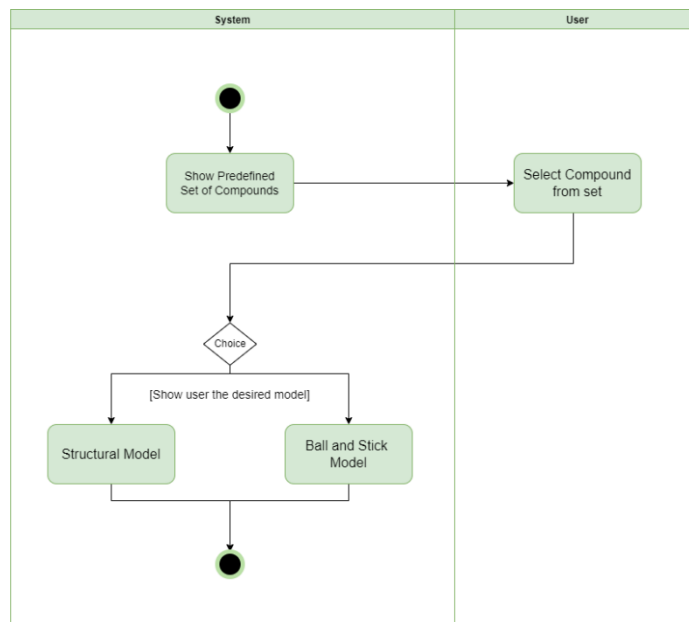 System
User
Show Predefined
Set of Compounds
Select Compound
from set
Choice
[Show user the desired model]
Structural Model
Ball and Stick
Model